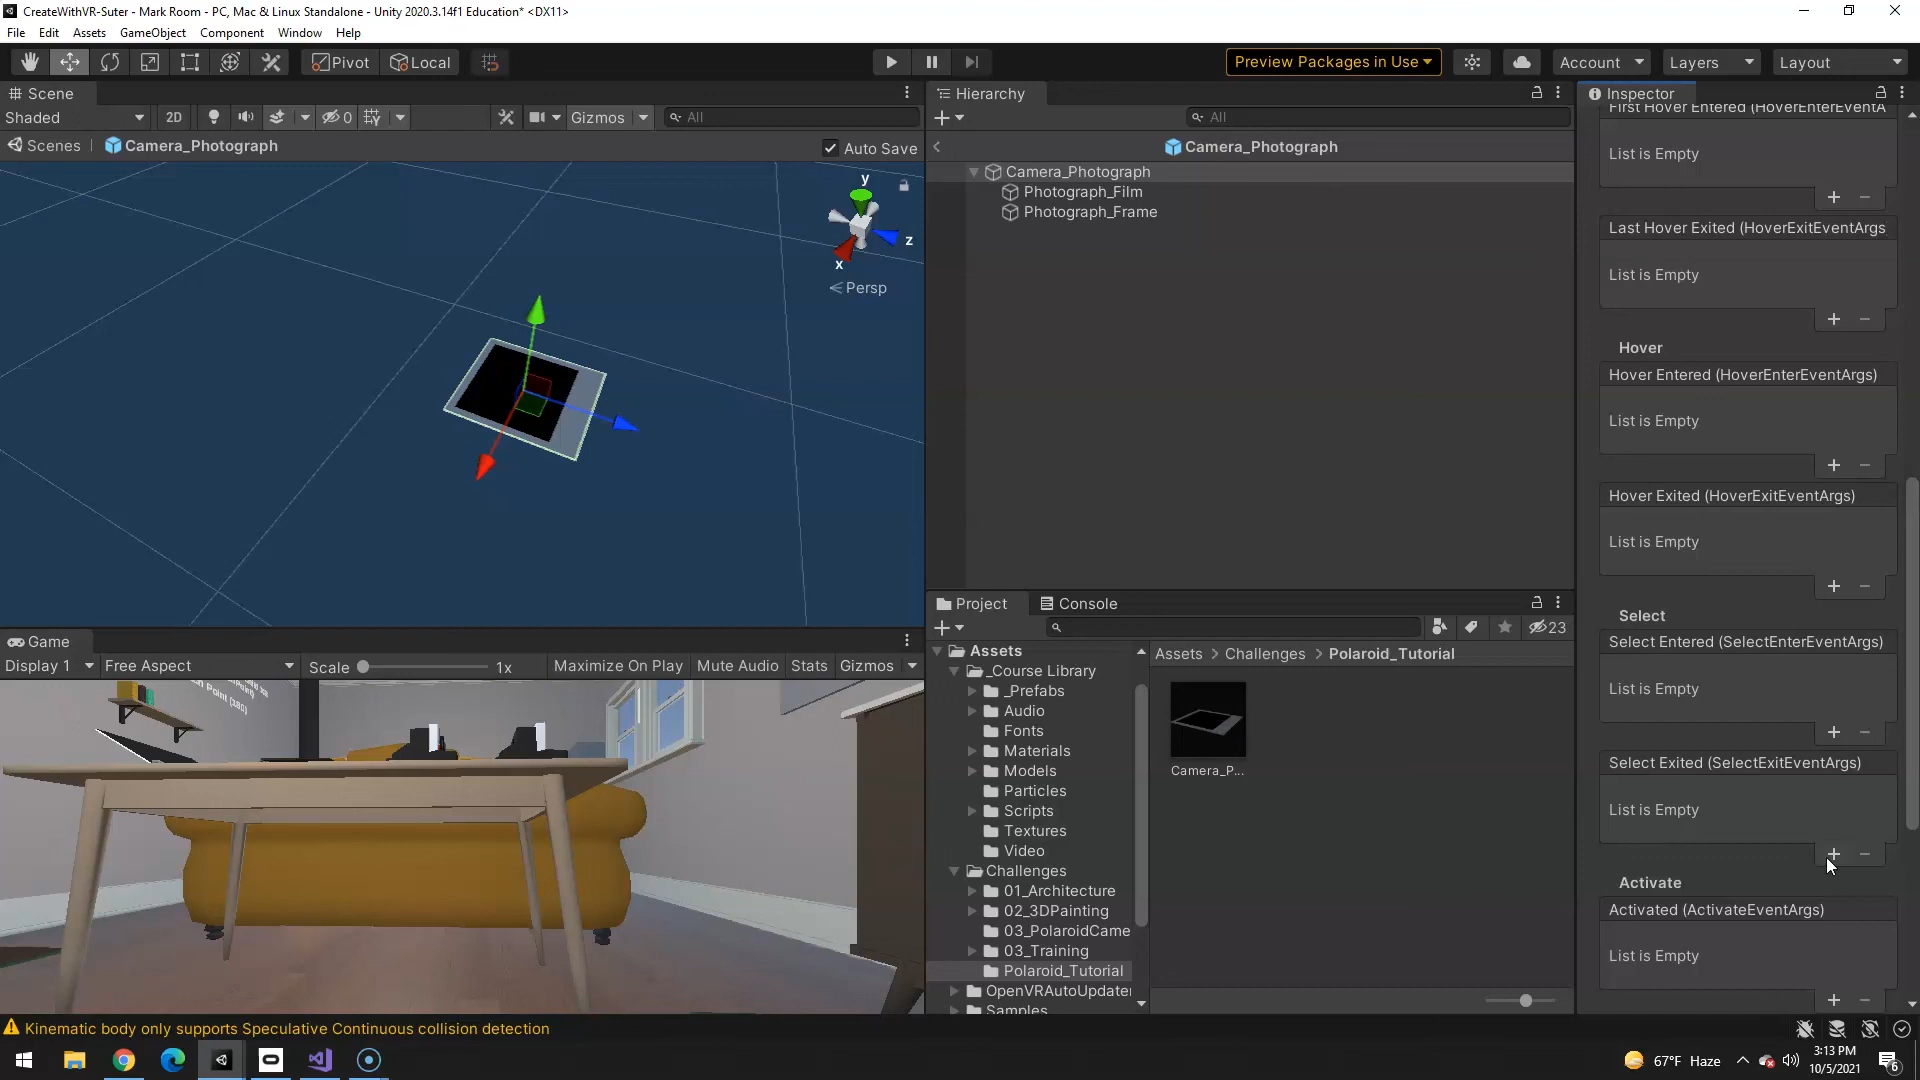 CreateWithVR-Suter - Mark Room - PC, Mac & Linux Standalone - Unity 2020.3.14f1 Education* <DX11>
File Edit Assets GameObject Component Window Help
Pivot Local Preview Packages in Use Account Layers Layout
Scene
Shaded 2D 0 Gizmos All
Scenes Camera_Photograph Auto Save
y
z
x
Persp
Hierarchy
All
Camera_Photograph
Camera_Photograph
Photograph_Film
Photograph_Frame
Inspector
First Hover Entered (HoverEnterEventA
List is Empty
Last Hover Exited (HoverExitEventArgs
List is Empty
Hover
Hover Entered (HoverEnterEventArgs)
List is Empty
Hover Exited (HoverExitEventArgs)
List is Empty
Select
Select Entered (SelectEnterEventArgs)
List is Empty
Select Exited (SelectExitEventArgs)
List is Empty
Activate
Activated (ActivateEventArgs)
List is Empty
Game
Display 1 Free Aspect Scale 1x Maximize On Play Mute Audio Stats Gizmos
Project Console
23
Assets
_Course Library
_Prefabs
Audio
Fonts
Materials
Models
Particles
Scripts
Textures
Video
Challenges
01_Architecture
02_3DPainting
03_PolaroidCame
03_Training
Polaroid_Tutorial
OpenVRAutoUpdater
Samples
Assets > Challenges > Polaroid_Tutorial
Camera_P...
Kinematic body only supports Speculative Continuous collision detection
67°F Haze
3:13 PM
10/5/2021
6